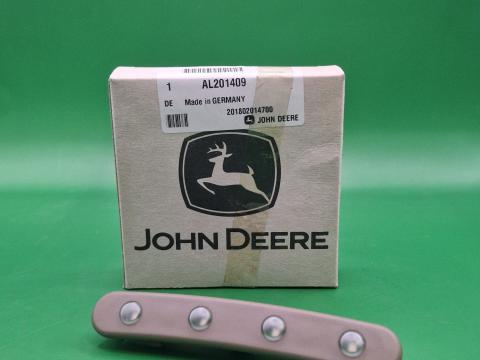 1 AL201409
DE Made in GERMANY
201802014700
JOHN DEERE
JOHN DEERE